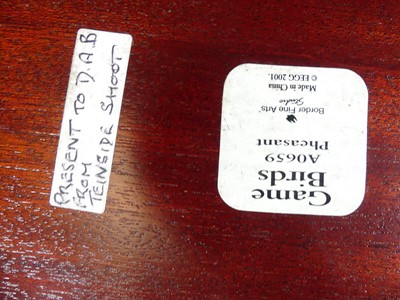 PRESENT TO D.A.B
FROM
TEINSIDE SHOOT
Game
Birds
A0659
Pheasant
Border Fine Arts
Studio
Made in China
© EEGG 2001.